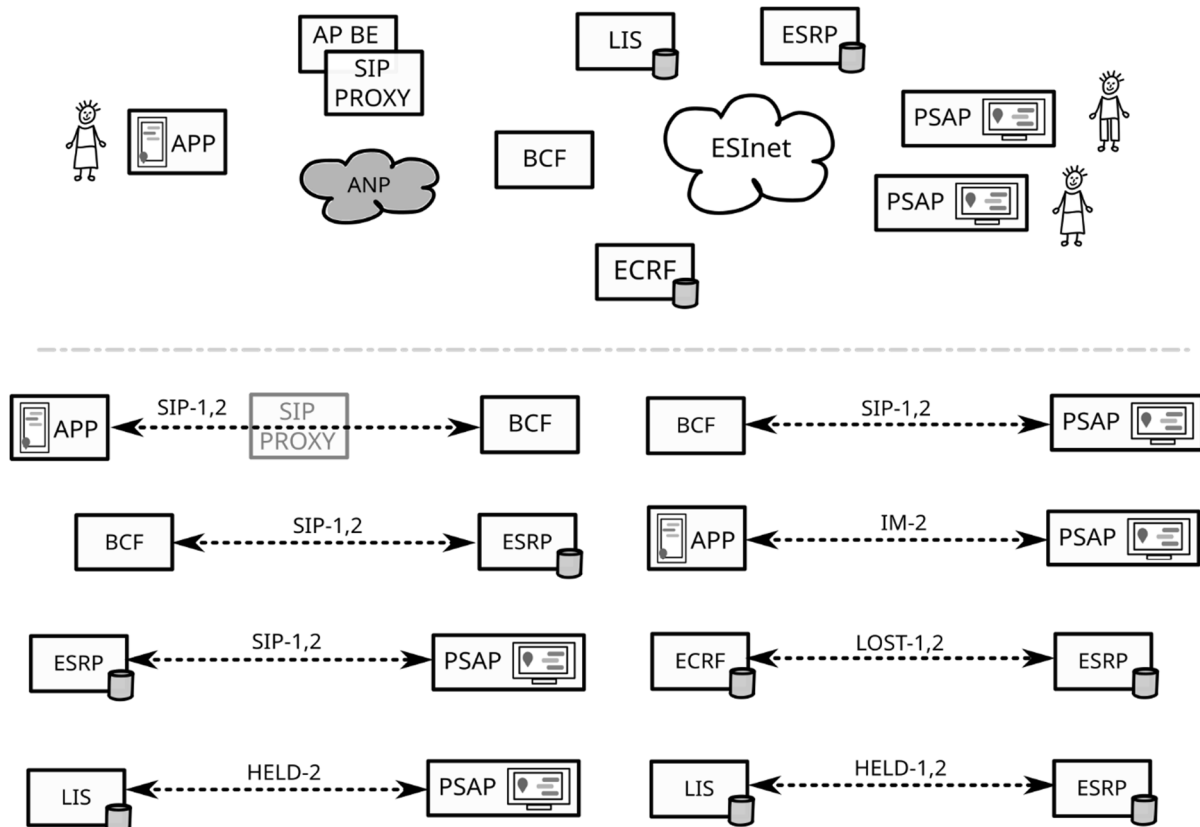 AP BE
SIP
PROXY
LIS
ESRP
APP
ANP
BCF
ESInet
PSAP
PSAP
ECRF
APP
SIP-1,2
SIP
PROXY
BCF
BCF
SIP-1,2
PSAP
BCF
SIP-1,2
ESRP
APP
IM-2
PSAP
ESRP
SIP-1,2
PSAP
ECRF
LOST-1,2
ESRP
LIS
HELD-2
PSAP
LIS
HELD-1,2
ESRP